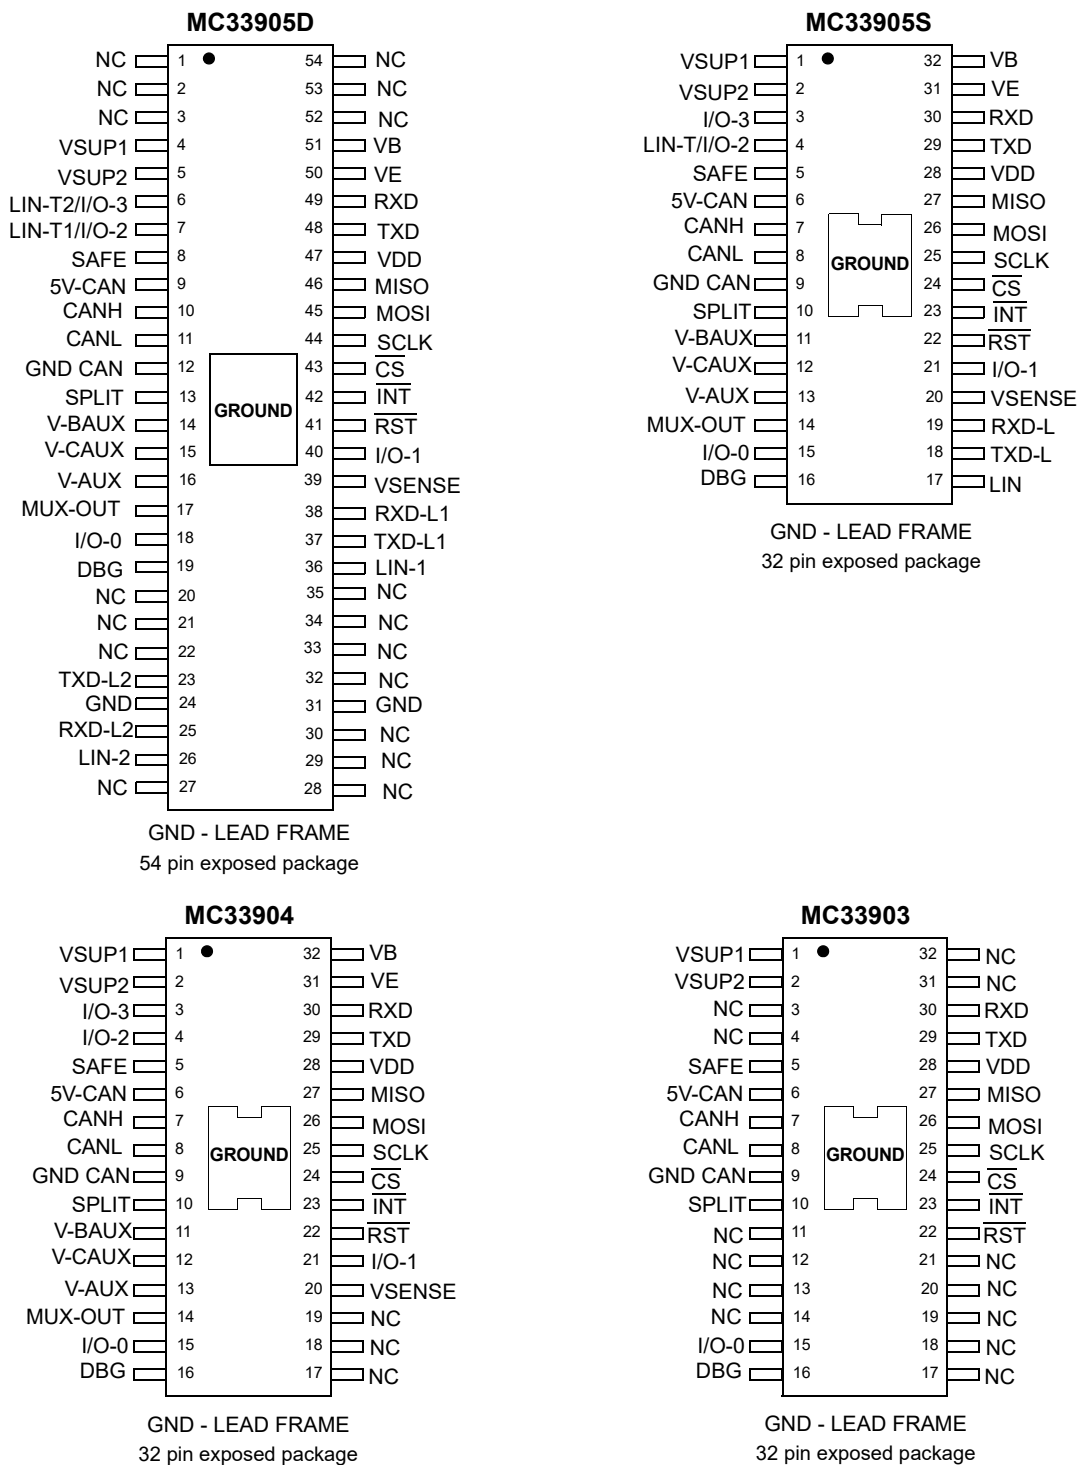 MC33905D
NC 1 54 NC
NC 2 53 NC
NC 3 52 NC
VSUP1 4 51 VB
VSUP2 5 50 VE
LIN-T2/I/O-3 6 49 RXD
LIN-T1/I/O-2 7 48 TXD
SAFE 8 47 VDD
5V-CAN 9 46 MISO
CANH 10 45 MOSI
CANL 11 44 SCLK
GND CAN 12 43 CS
SPLIT 13 42 INT
GROUND
V-BAUX 14 41 RST
V-CAUX 15 40 I/O-1
V-AUX 16 39 VSENSE
MUX-OUT 17 38 RXD-L1
I/O-0 18 37 TXD-L1
DBG 19 36 LIN-1
NC 20 35 NC
NC 21 34 NC
NC 22 33 NC
TXD-L2 23 32 NC
GND 24 31 GND
RXD-L2 25 30 NC
LIN-2 26 29 NC
NC 27 28 NC
GND - LEAD FRAME
54 pin exposed package
MC33905S
VSUP1 1 32 VB
VSUP2 2 31 VE
I/O-3 3 30 RXD
LIN-T/I/O-2 4 29 TXD
SAFE 5 28 VDD
5V-CAN 6 27 MISO
CANH 7 26 MOSI
CANL 8 25 SCLK
GROUND
GND CAN 9 24 CS
SPLIT 10 23 INT
V-BAUX 11 22 RST
V-CAUX 12 21 I/O-1
V-AUX 13 20 VSENSE
MUX-OUT 14 19 RXD-L
I/O-0 15 18 TXD-L
DBG 16 17 LIN
GND - LEAD FRAME
32 pin exposed package
MC33904
VSUP1 1 32 VB
VSUP2 2 31 VE
I/O-3 3 30 RXD
I/O-2 4 29 TXD
SAFE 5 28 VDD
5V-CAN 6 27 MISO
CANH 7 26 MOSI
CANL 8 25 SCLK
GROUND
GND CAN 9 24 CS
SPLIT 10 23 INT
V-BAUX 11 22 RST
V-CAUX 12 21 I/O-1
V-AUX 13 20 VSENSE
MUX-OUT 14 19 NC
I/O-0 15 18 NC
DBG 16 17 NC
GND - LEAD FRAME
32 pin exposed package
MC33903
VSUP1 1 32 NC
VSUP2 2 31 NC
NC 3 30 RXD
NC 4 29 TXD
SAFE 5 28 VDD
5V-CAN 6 27 MISO
CANH 7 26 MOSI
CANL 8 25 SCLK
GROUND
GND CAN 9 24 CS
SPLIT 10 23 INT
NC 11 22 RST
NC 12 21 NC
NC 13 20 NC
NC 14 19 NC
I/O-0 15 18 NC
DBG 16 17 NC
GND - LEAD FRAME
32 pin exposed package